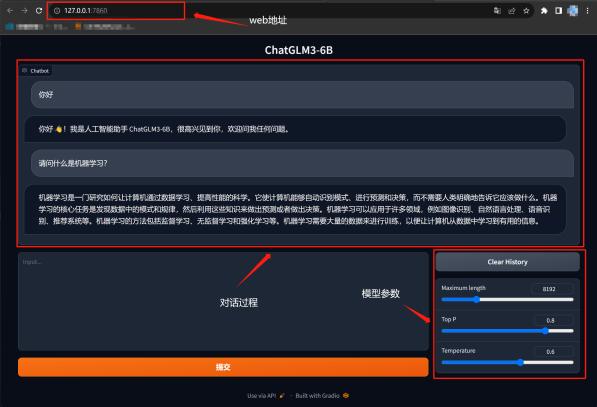 127.0.0.1:7860
web地址
ChatGLM3-6B
Chatbot
你好
你好 👋！我是人工智能助手 ChatGLM3-6B，很高兴见到你，欢迎问我任何问题。
请问什么是机器学习？
机器学习是一门研究如何让计算机通过数据学习、提高性能的科学。它使计算机能够自动识别模式、进行预测和决策，而不需要人类明确地告诉它应该做什么。机器
学习的核心任务是发现数据中的模式和规律，然后利用这些知识来做出预测或者做出决策。机器学习可以应用于许多领域，例如图像识别、自然语言处理、语音识
别、推荐系统等。机器学习的方法包括监督学习、无监督学习和强化学习等。机器学习需要大量的数据来进行训练，以便让计算机从数据中学习到有用的信息。
Input...
Clear History
对话过程
模型参数
Maximum length 8192
Top P 0.8
Temperature 0.6
提交
Use via API 🚀 · Built with Gradio